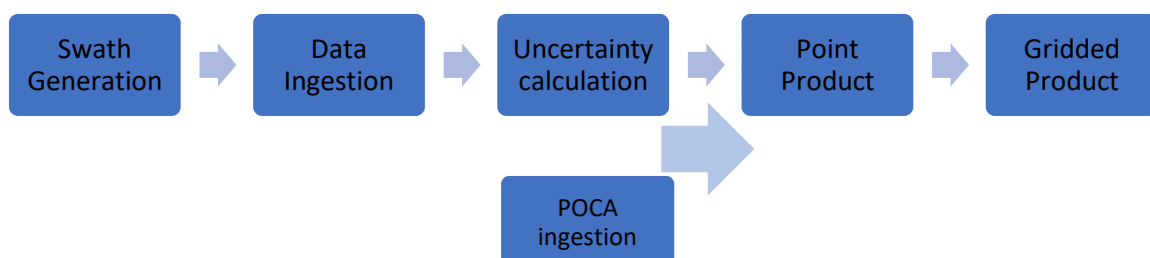 Swath
Generation
Data
Ingestion
Uncertainty
calculation
Point
Product
Gridded
Product
POCA
ingestion